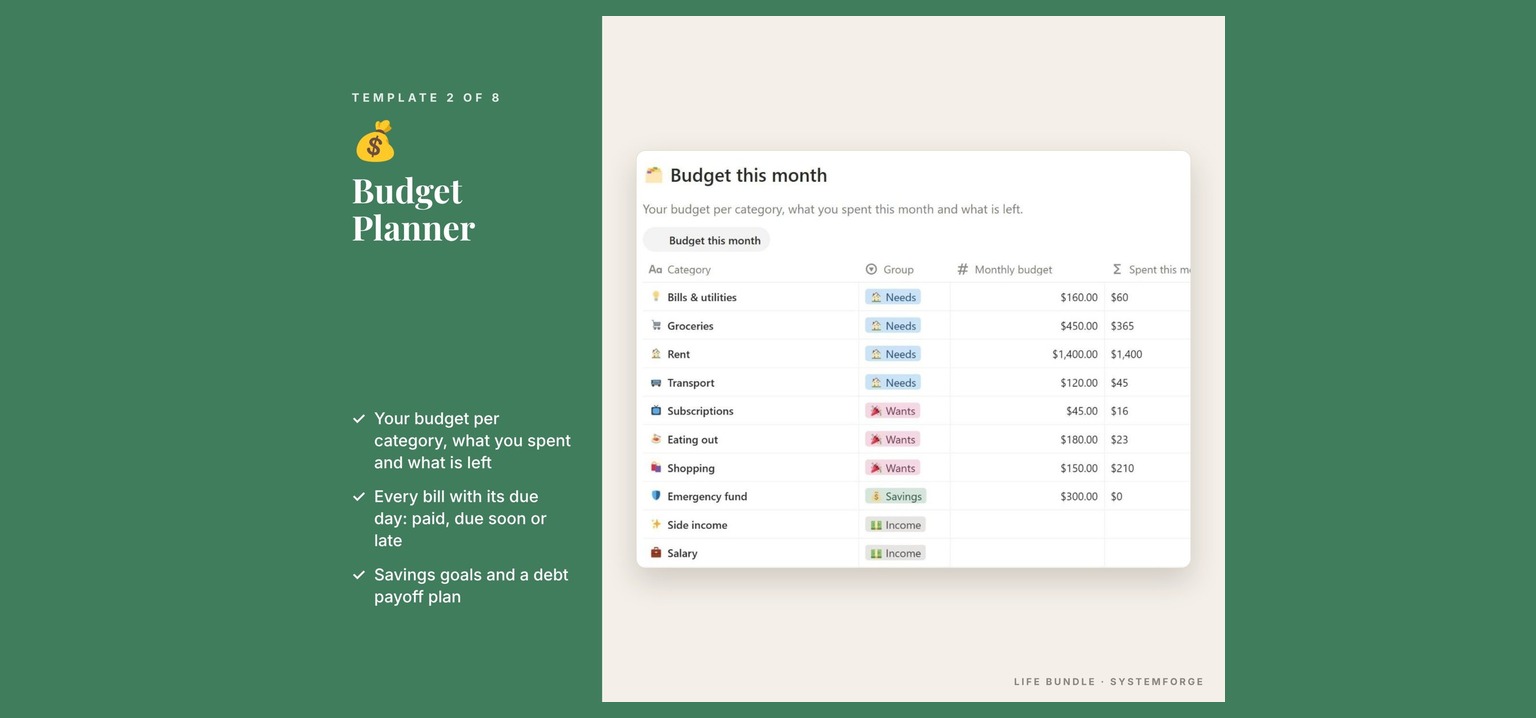 TEMPLATE 2 OF 8
Budget
Planner
Your budget per
category, what you spent
and what is left
Every bill with its due
day: paid, due soon or
late
Savings goals and a debt
payoff plan
Budget this month
Your budget per category, what you spent this month and what is left.
Budget this month
Aa Category Group # Monthly budget Σ Spent this
Bills & utilities Needs $160.00 $60
Groceries Needs $450.00 $365
Rent Needs $1,400.00 $1,400
Transport Needs $120.00 $45
Subscriptions Wants $45.00 $16
Eating out Wants $180.00 $23
Shopping Wants $150.00 $210
Emergency fund Savings $300.00 $0
Side income Income
Salary Income
LIFE BUNDLE · SYSTEMFORGE